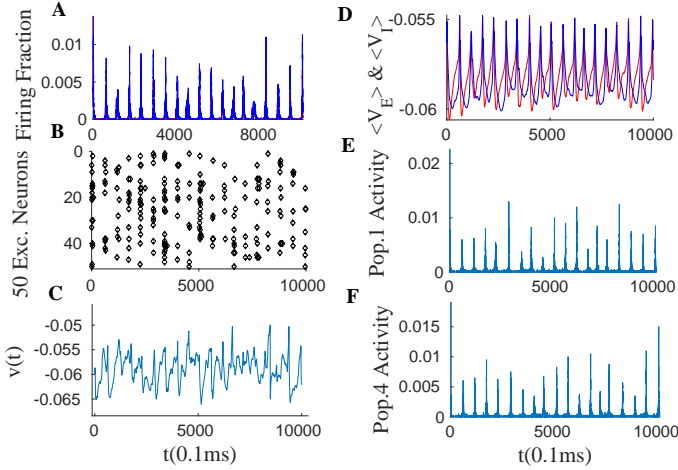 A
Firing Fraction
0.01
0.005
0
0
4000
8000
B
50 Exc. Neurons
0
20
40
0
5000
10000
C
v(t)
-0.05
-0.055
-0.06
-0.065
0
5000
10000
t(0.1ms)
D
<V_E> & <V_I>
-0.055
-0.06
0
5000
10000
E
Pop.1 Activity
0.02
0.01
0
0
5000
10000
F
Pop.4 Activity
0.015
0.01
0.005
0
0
5000
10000
t(0.1ms)